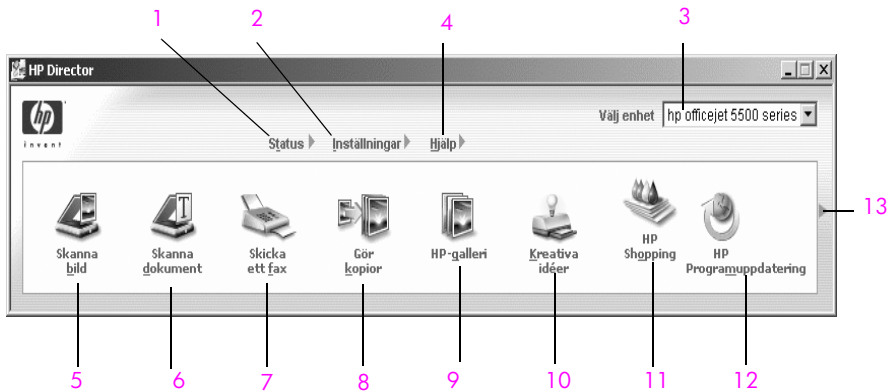 1
2
4
3
HP Director
hp
invent
Välj enhet hp officejet 5500 series
Status Inställningar Hjälp
13
Skanna bild
Skanna dokument
Skicka ett fax
Gör kopior
HP-galleri
Kreativa idéer
HP Shopping
HP Programuppdatering
5
6
7
8
9
10
11
12